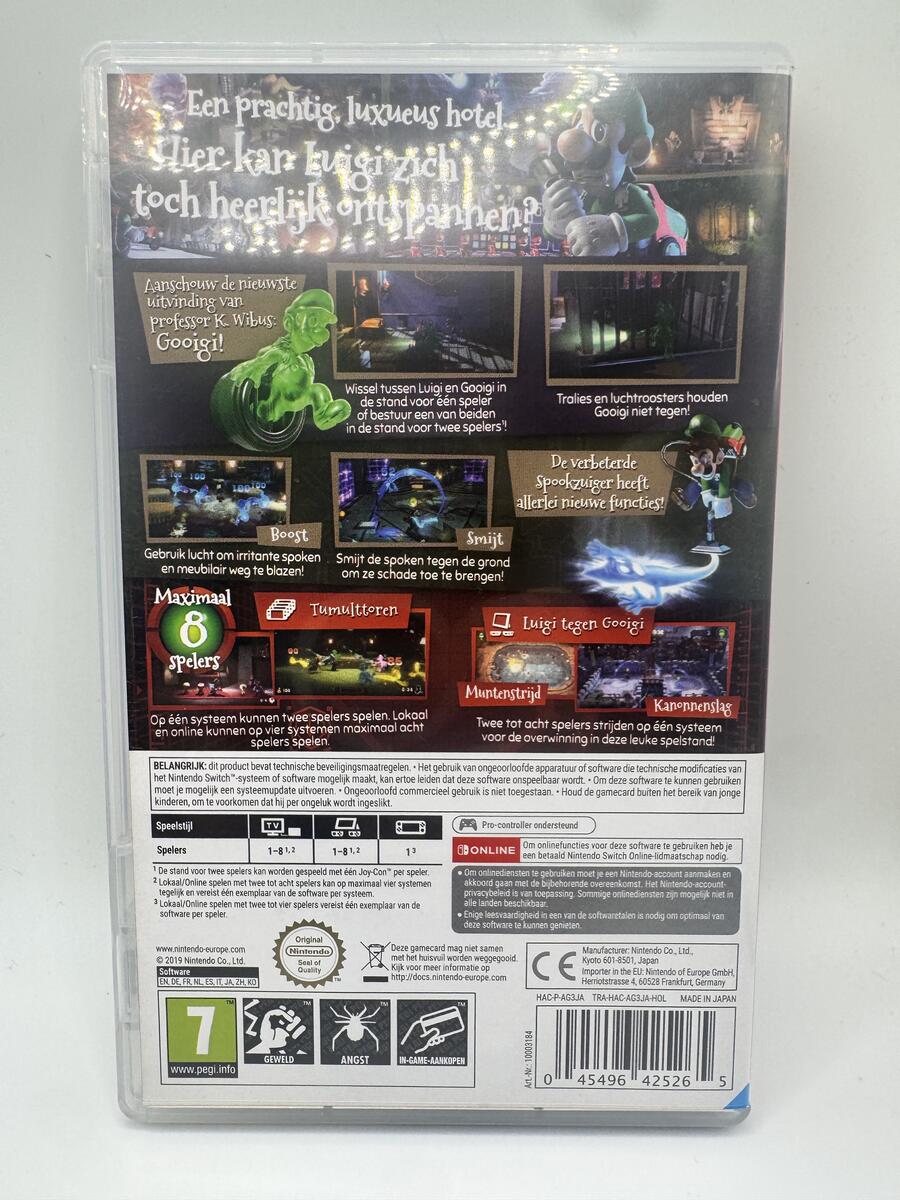 Een prachtig, luxueus hotel.
Hier kan Luigi zich
toch heerlijk ontspannen?
Aanschouw de nieuwste
uitvinding van
professor K. Wibus:
Gooigi!
Wissel tussen Luigi en Gooigi in
de stand voor één speler
of bestuur een van beiden
in de stand voor twee spelers¹!
Tralies en luchtroosters houden
Gooigi niet tegen!
De verbeterde
Spookzuiger heeft
allerlei nieuwe functies!
Boost
Gebruik lucht om irritante spoken
en meubilair weg te blazen!
Smijt
Smijt de spoken tegen de grond
om ze schade toe te brengen!
Maximaal
8
spelers
Tumulttoren
Op één systeem kunnen twee spelers spelen. Lokaal
en online kunnen op vier systemen maximaal acht
spelers spelen.
Luigi tegen Gooigi
Muntenstrijd
Kanonnenslag
Twee tot acht spelers strijden op één systeem
voor de overwinning in deze leuke spelstand!
BELANGRIJK: dit product bevat technische beveiligingsmaatregelen. • Het gebruik van ongeoorloofde apparatuur of software die technische modificaties van
het Nintendo Switch™-systeem of software mogelijk maakt, kan ertoe leiden dat deze software onspeelbaar wordt. • Om deze software te kunnen gebruiken
moet je mogelijk een systeemupdate uitvoeren. • Ongeoorloofd commercieel gebruik is niet toegestaan. • Houd de gamecard buiten het bereik van jonge
kinderen, om te voorkomen dat hij per ongeluk wordt ingeslikt.
Speelstijl
TV
Spelers
1-8 ¹,²
1-8 ¹,²
1 ³
¹ De stand voor twee spelers kan worden gespeeld met één Joy-Con™ per speler.
² Lokaal/Online spelen met twee tot acht spelers kan op maximaal vier systemen
tegelijk en vereist één exemplaar van de software per systeem.
³ Lokaal/Online spelen met twee tot vier spelers vereist één exemplaar van de
software per speler.
Pro-controller ondersteund
ONLINE
Om onlinefuncties voor deze software te gebruiken heb je
een betaald Nintendo Switch Online-lidmaatschap nodig.
• Om onlinediensten te gebruiken moet je een Nintendo-account aanmaken en
akkoord gaan met de bijbehorende overeenkomst. Het Nintendo-account-
privacybeleid is van toepassing. Sommige onlinediensten zijn mogelijk niet in
alle landen beschikbaar.
• Enige leesvaardigheid in een van de softwaretalen is nodig om optimaal van
deze software te kunnen genieten.
www.nintendo-europe.com
© 2019 Nintendo Co., Ltd.
Software
EN, DE, FR, NL, ES, IT, JA, ZH, KO
Original
Nintendo
Seal of
Quality
Deze gamecard mag niet samen
met het huisvuil worden weggegooid.
Kijk voor meer informatie op
http://docs.nintendo-europe.com
CE
Manufacturer: Nintendo Co., Ltd.,
Kyoto 601-8501, Japan
Importer in the EU: Nintendo of Europe GmbH,
Herriotstrasse 4, 60528 Frankfurt, Germany
HAC-P-AG3JA TRA-HAC-AG3JA-HOL MADE IN JAPAN
7
www.pegi.info
GEWELD
ANGST
IN-GAME-AANKOPEN
Art.-Nr.: 10003184
0 45496 42526 5